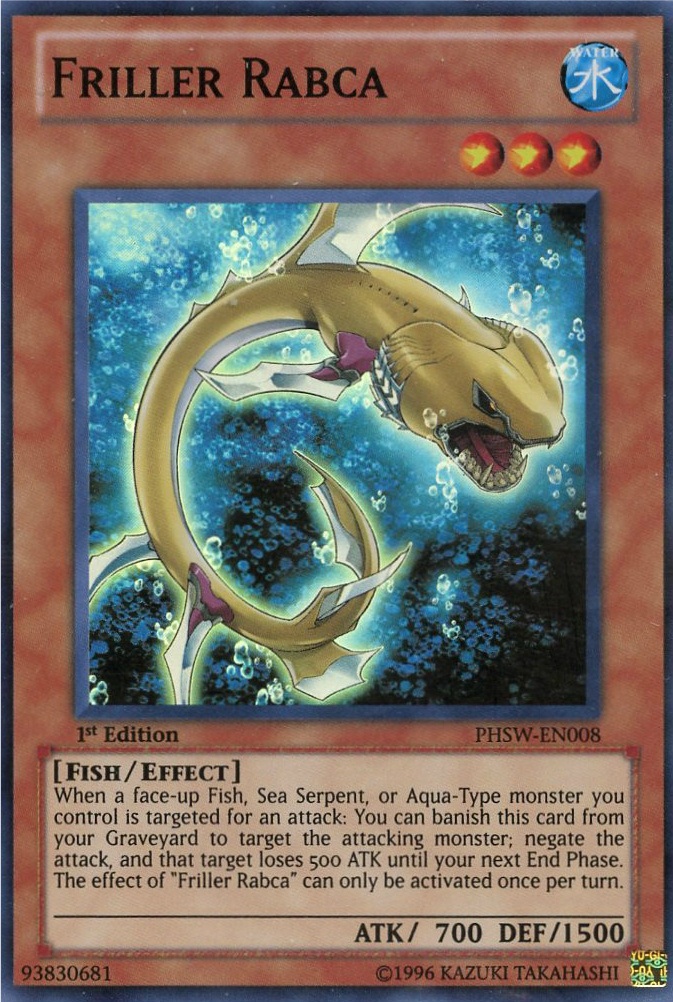 FRILLER RABCA
WATER
水
1st Edition
PHSW-EN008
[FISH/EFFECT]
When a face-up Fish, Sea Serpent, or Aqua-Type monster you
control is targeted for an attack: You can banish this card from
your Graveyard to target the attacking monster; negate the
attack, and that target loses 500 ATK until your next End Phase.
The effect of "Friller Rabca" can only be activated once per turn.
ATK/ 700 DEF/1500
93830681
©1996 KAZUKI TAKAHASHI